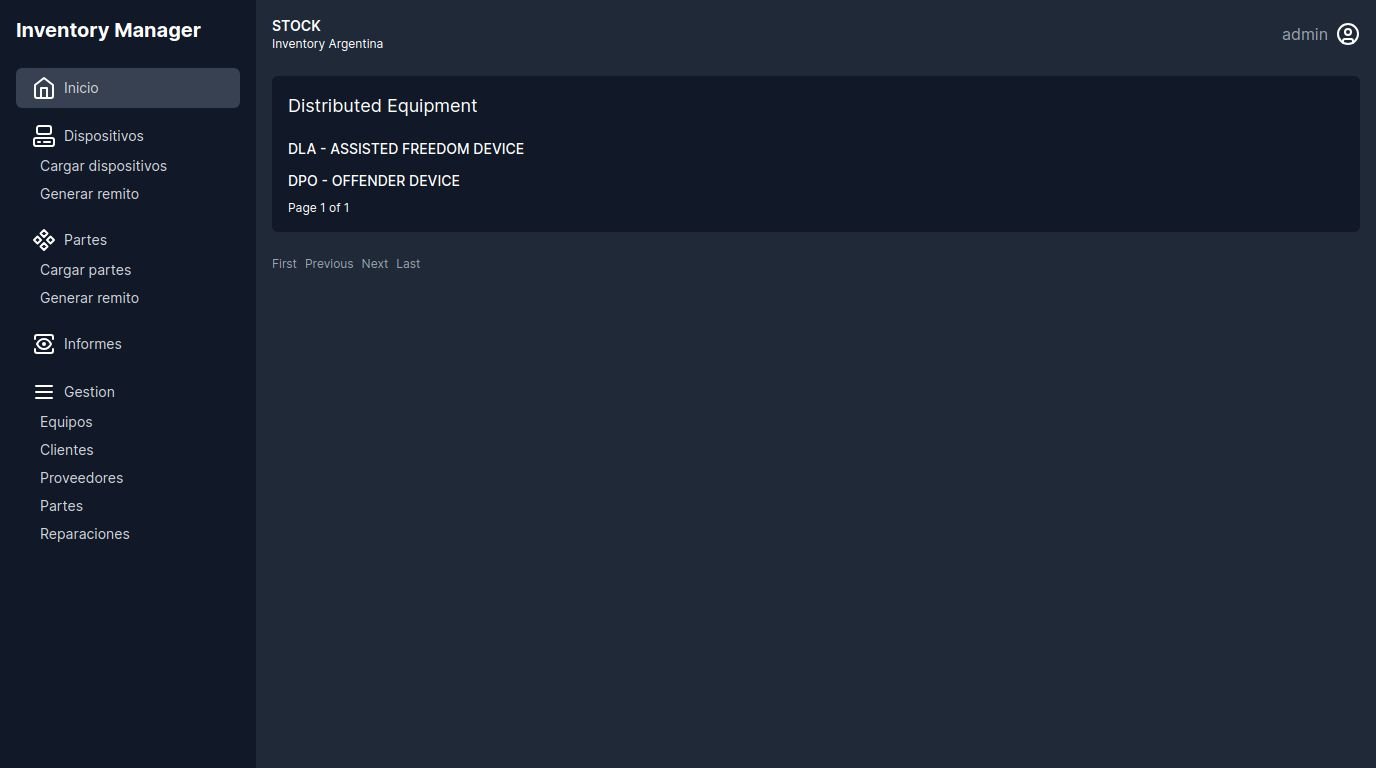 Inventory Manager
Inicio
Dispositivos
Cargar dispositivos
Generar remito
Partes
Cargar partes
Generar remito
Informes
Gestion
Equipos
Clientes
Proveedores
Partes
Reparaciones
STOCK
Inventory Argentina
admin
Distributed Equipment
DLA - ASSISTED FREEDOM DEVICE
DPO - OFFENDER DEVICE
Page 1 of 1
First Previous Next Last